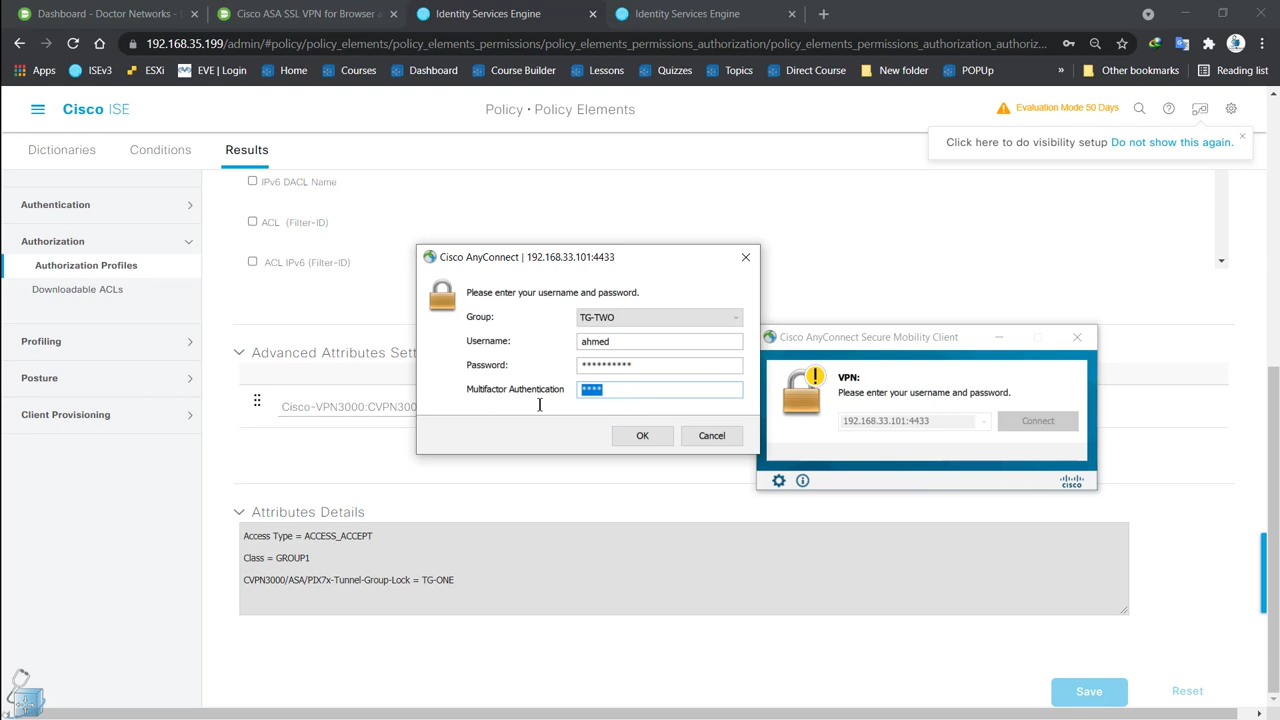 Dashboard - Doctor Networks -
Cisco ASA SSL VPN for Browser a
Identity Services Engine
Identity Services Engine
192.168.35.199/admin/#policy/policy_elements/policy_elements_permissions/policy_elements_permissions_authorization/policy_elements_permissions_authorization_authoriz...
Apps
ISEv3
ESXi
EVE | Login
Home
Courses
Dashboard
Course Builder
Lessons
Quizzes
Topics
Direct Course
New folder
POPUp
»
Other bookmarks
Reading list
Cisco ISE
Policy · Policy Elements
Evaluation Mode 50 Days
Click here to do visibility setup Do not show this again.
Dictionaries
Conditions
Results
Authentication
Authorization
Authorization Profiles
Downloadable ACLs
Profiling
Posture
Client Provisioning
IPv6 DACL Name
ACL (Filter-ID)
ACL IPv6 (Filter-ID)
Advanced Attributes Sett
Cisco-VPN3000:CVPN300
Cisco AnyConnect | 192.168.33.101:4433
Please enter your username and password.
Group:
TG-TWO
Username:
ahmed
Password:
**********
Multifactor Authentication
****
OK
Cancel
Cisco AnyConnect Secure Mobility Client
VPN:
Please enter your username and password.
192.168.33.101:4433
Connect
cisco
Attributes Details
Access Type = ACCESS_ACCEPT
Class = GROUP1
CVPN3000/ASA/PIX7x-Tunnel-Group-Lock = TG-ONE
Save
Reset